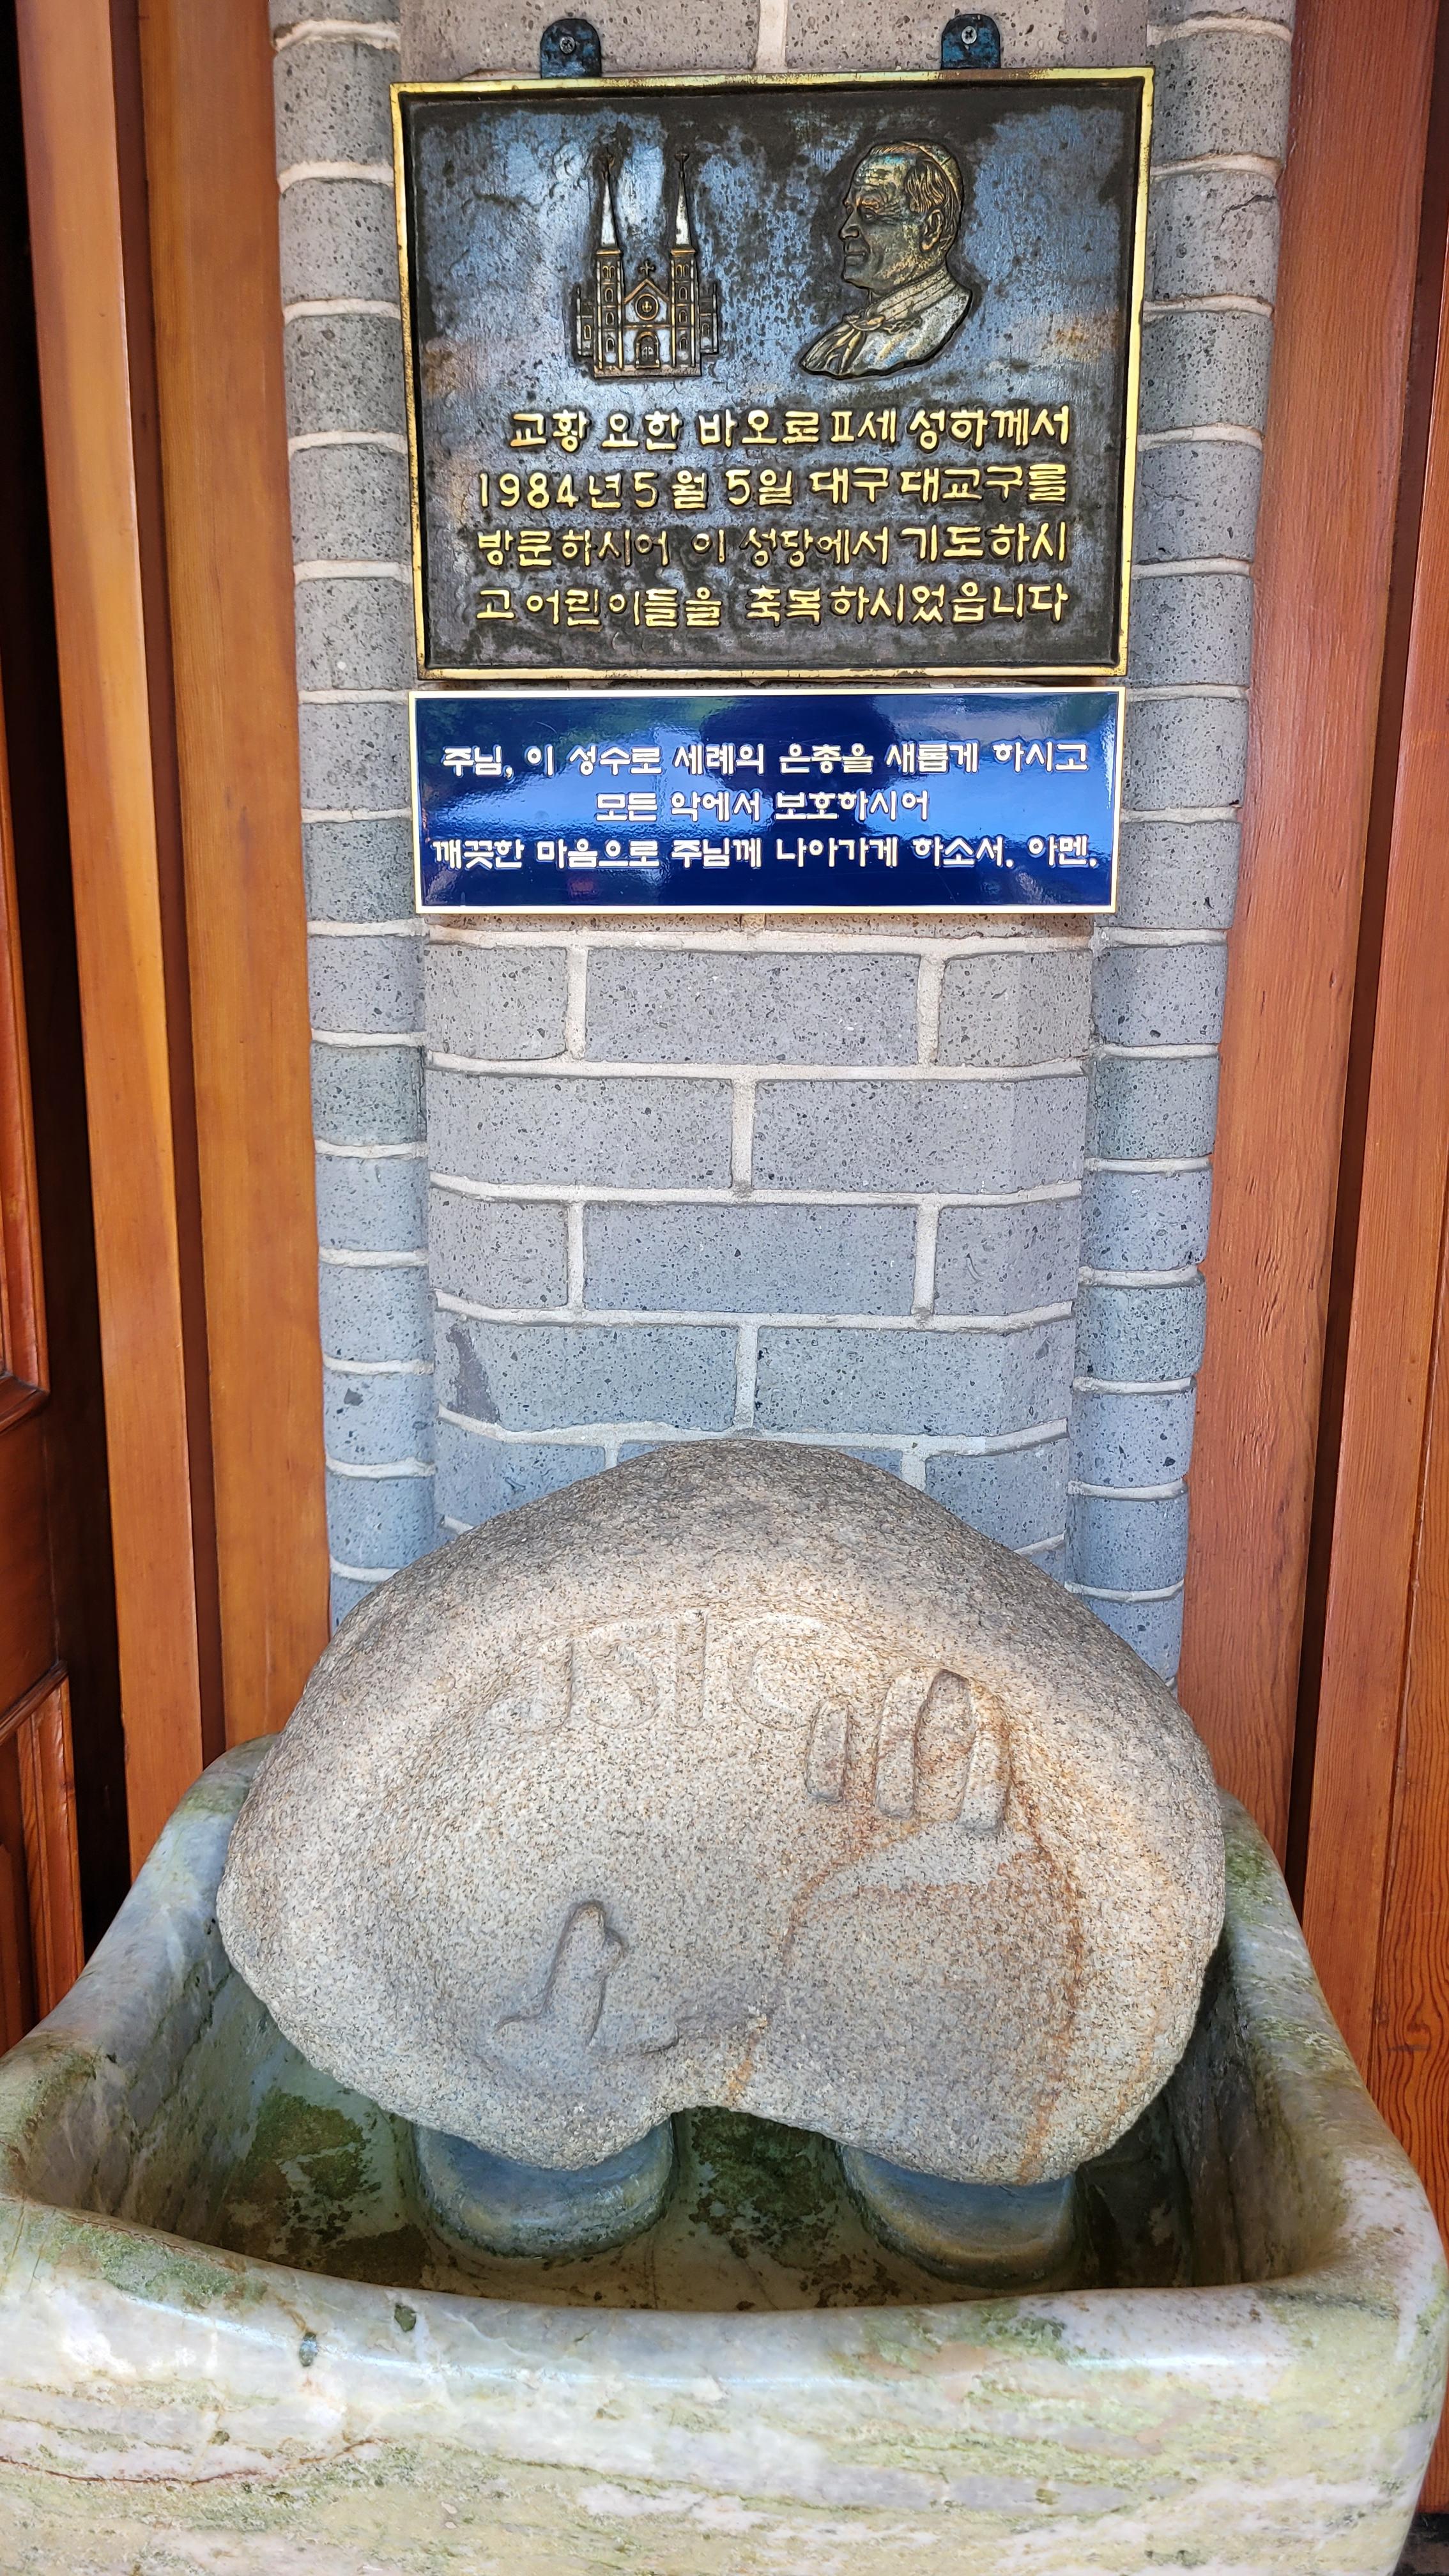 교황 요한 바오로 II세 성하께서
1984년 5월 5일 대구 대교구를
방문하시어 이 성당에서 기도하시
고 어린이들을 축복하시었읍니다
주님, 이 성수로 세례의 은총을 새롭게 하시고
모든 악에서 보호하시어
깨끗한 마음으로 주님께 나아가게 하소서. 아멘.